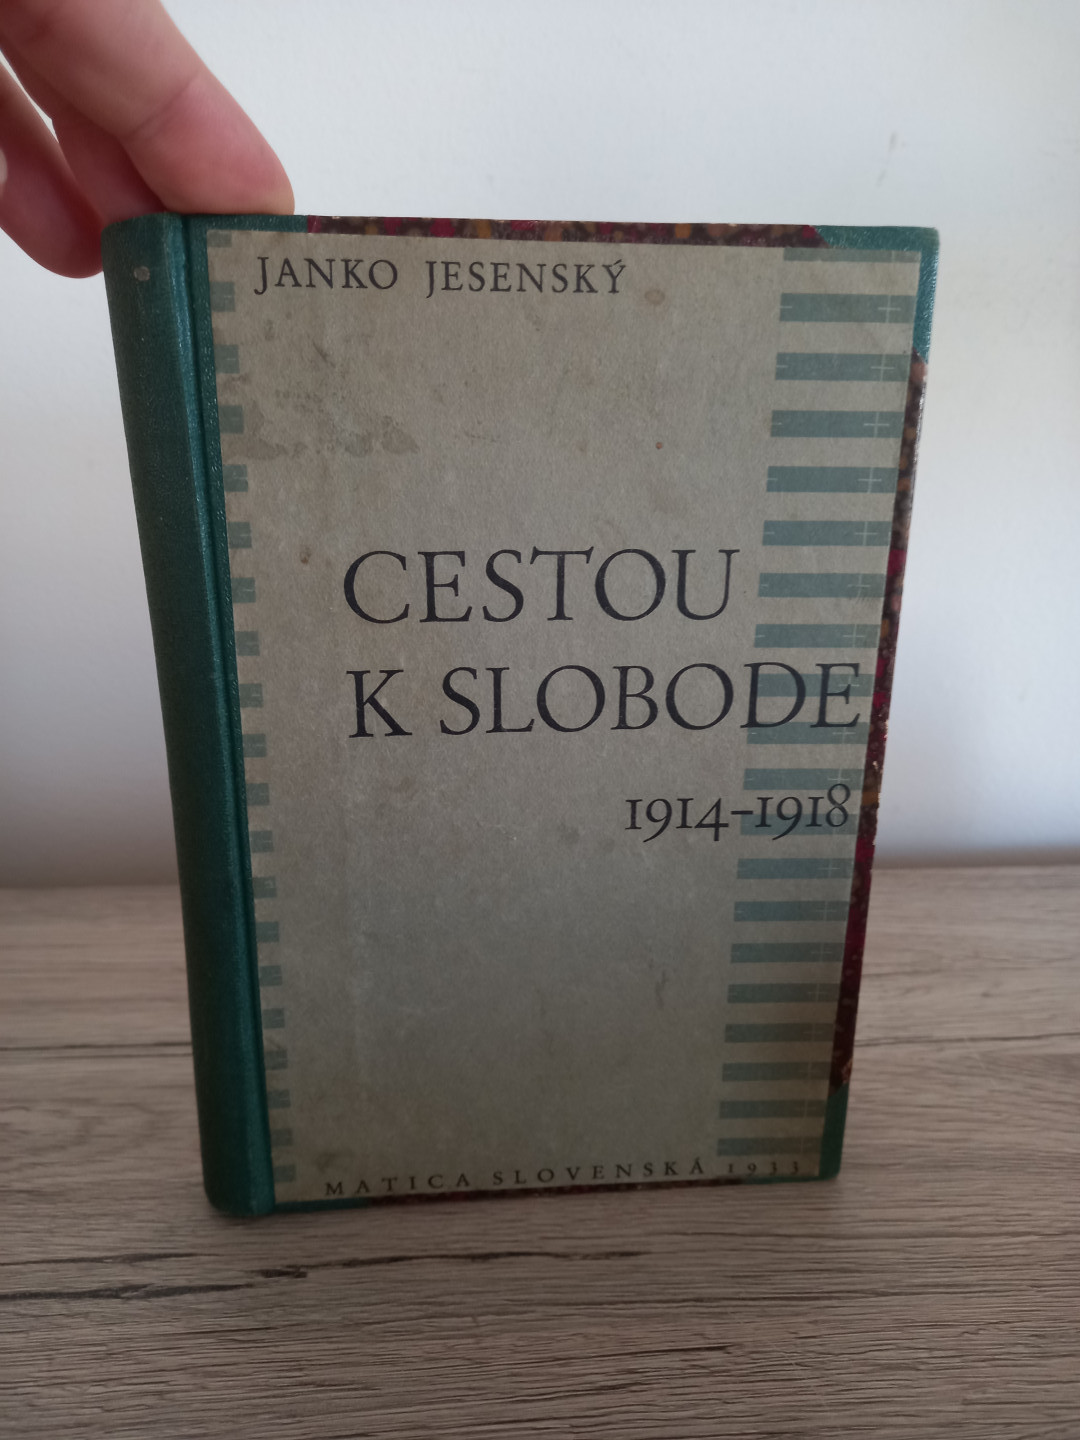 JANKO JESENSKÝ
CESTOU
K SLOBODE
1914–1918
MATICA SLOVENSKÁ 1933